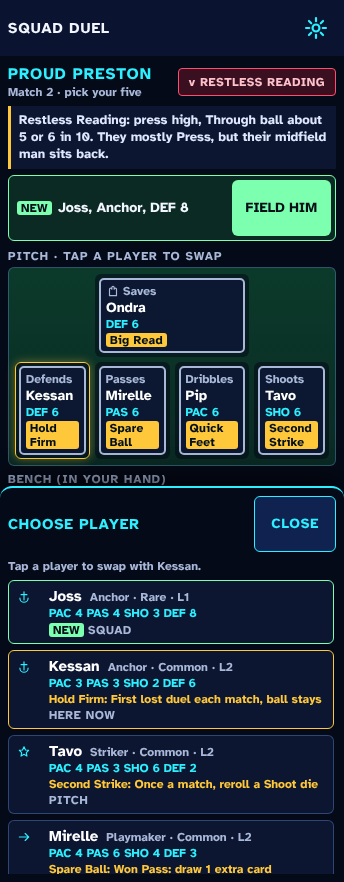 SQUAD DUEL
PROUD PRESTON
Match 2 · pick your five
v RESTLESS READING
Restless Reading: press high, Through ball about
5 or 6 in 10. They mostly Press, but their midfield
man sits back.
NEW Joss, Anchor, DEF 8
FIELD HIM
PITCH · TAP A PLAYER TO SWAP
Saves
Ondra
DEF 6
Big Read
Defends
Kessan
DEF 6
Hold
Firm
Passes
Mirelle
PAS 6
Spare
Ball
Dribbles
Pip
PAC 6
Quick
Feet
Shoots
Tavo
SHO 6
Second
Strike
BENCH (IN YOUR HAND)
CHOOSE PLAYER
CLOSE
Tap a player to swap with Kessan.
Joss Anchor · Rare · L1
PAC 4 PAS 4 SHO 3 DEF 8
NEW SQUAD
Kessan Anchor · Common · L2
PAC 3 PAS 3 SHO 2 DEF 6
Hold Firm: First lost duel each match, ball stays
HERE NOW
Tavo Striker · Common · L2
PAC 4 PAS 3 SHO 6 DEF 2
Second Strike: Once a match, reroll a Shoot die
PITCH
Mirelle Playmaker · Common · L2
PAC 4 PAS 6 SHO 4 DEF 3
Spare Ball: Won Pass: draw 1 extra card